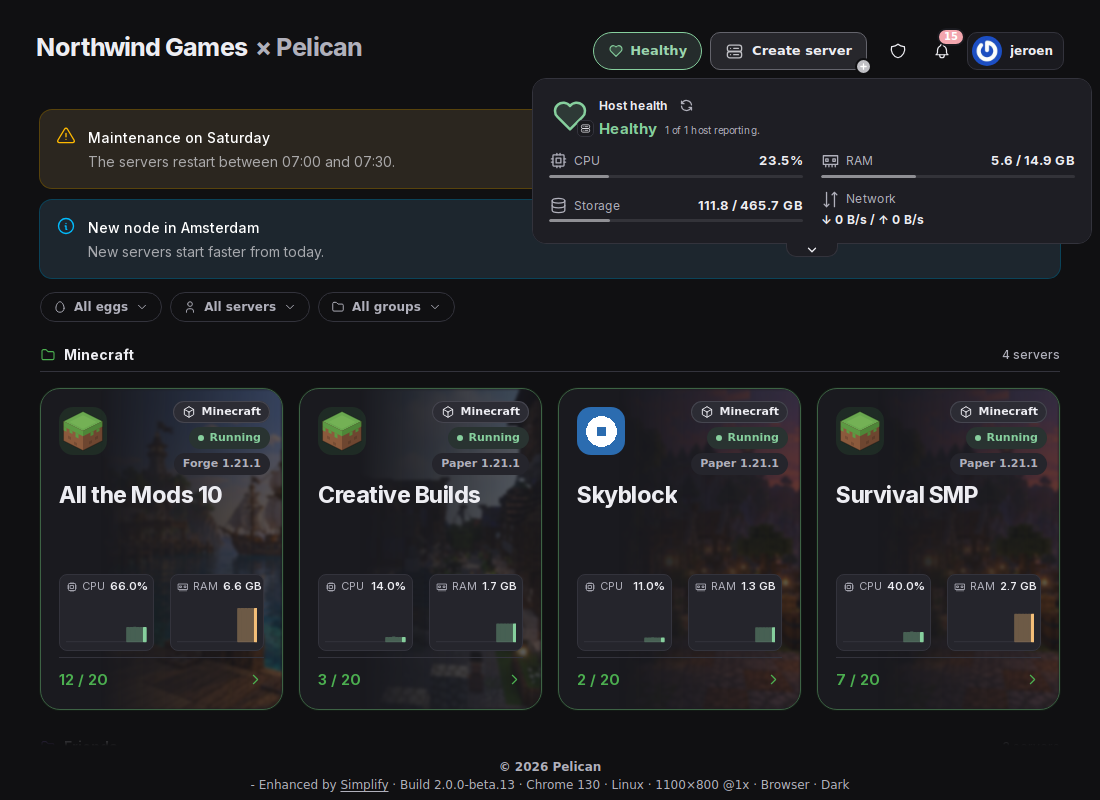 Northwind Games × Pelican
Healthy
Create server
15
jeroen
Host health
Healthy 1 of 1 host reporting.
CPU 23.5%
RAM 5.6 / 14.9 GB
Storage 111.8 / 465.7 GB
Network
↓ 0 B/s / ↑ 0 B/s
Maintenance on Saturday
The servers restart between 07:00 and 07:30.
New node in Amsterdam
New servers start faster from today.
All eggs
All servers
All groups
Minecraft
4 servers
Minecraft
Running
Forge 1.21.1
All the Mods 10
CPU 66.0%
RAM 6.6 GB
12 / 20
Minecraft
Running
Paper 1.21.1
Creative Builds
CPU 14.0%
RAM 1.7 GB
3 / 20
Minecraft
Running
Paper 1.21.1
Skyblock
CPU 11.0%
RAM 1.3 GB
2 / 20
Minecraft
Running
Paper 1.21.1
Survival SMP
CPU 40.0%
RAM 2.7 GB
7 / 20
Friends
© 2026 Pelican
- Enhanced by Simplify · Build 2.0.0-beta.13 · Chrome 130 · Linux · 1100×800 @1x · Browser · Dark